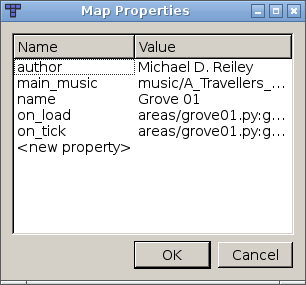 Map Properties
Name Value
author Michael D. Reiley
main_music music/A_Travellers_...
name Grove 01
on_load areas/grove01.py:g...
on_tick areas/grove01.py:g...
<new property>
OK Cancel